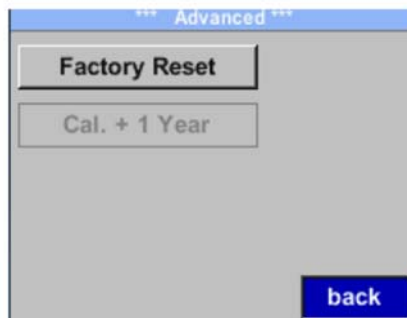 *** Advanced ***
Factory Reset
Cal. + 1 Year
back